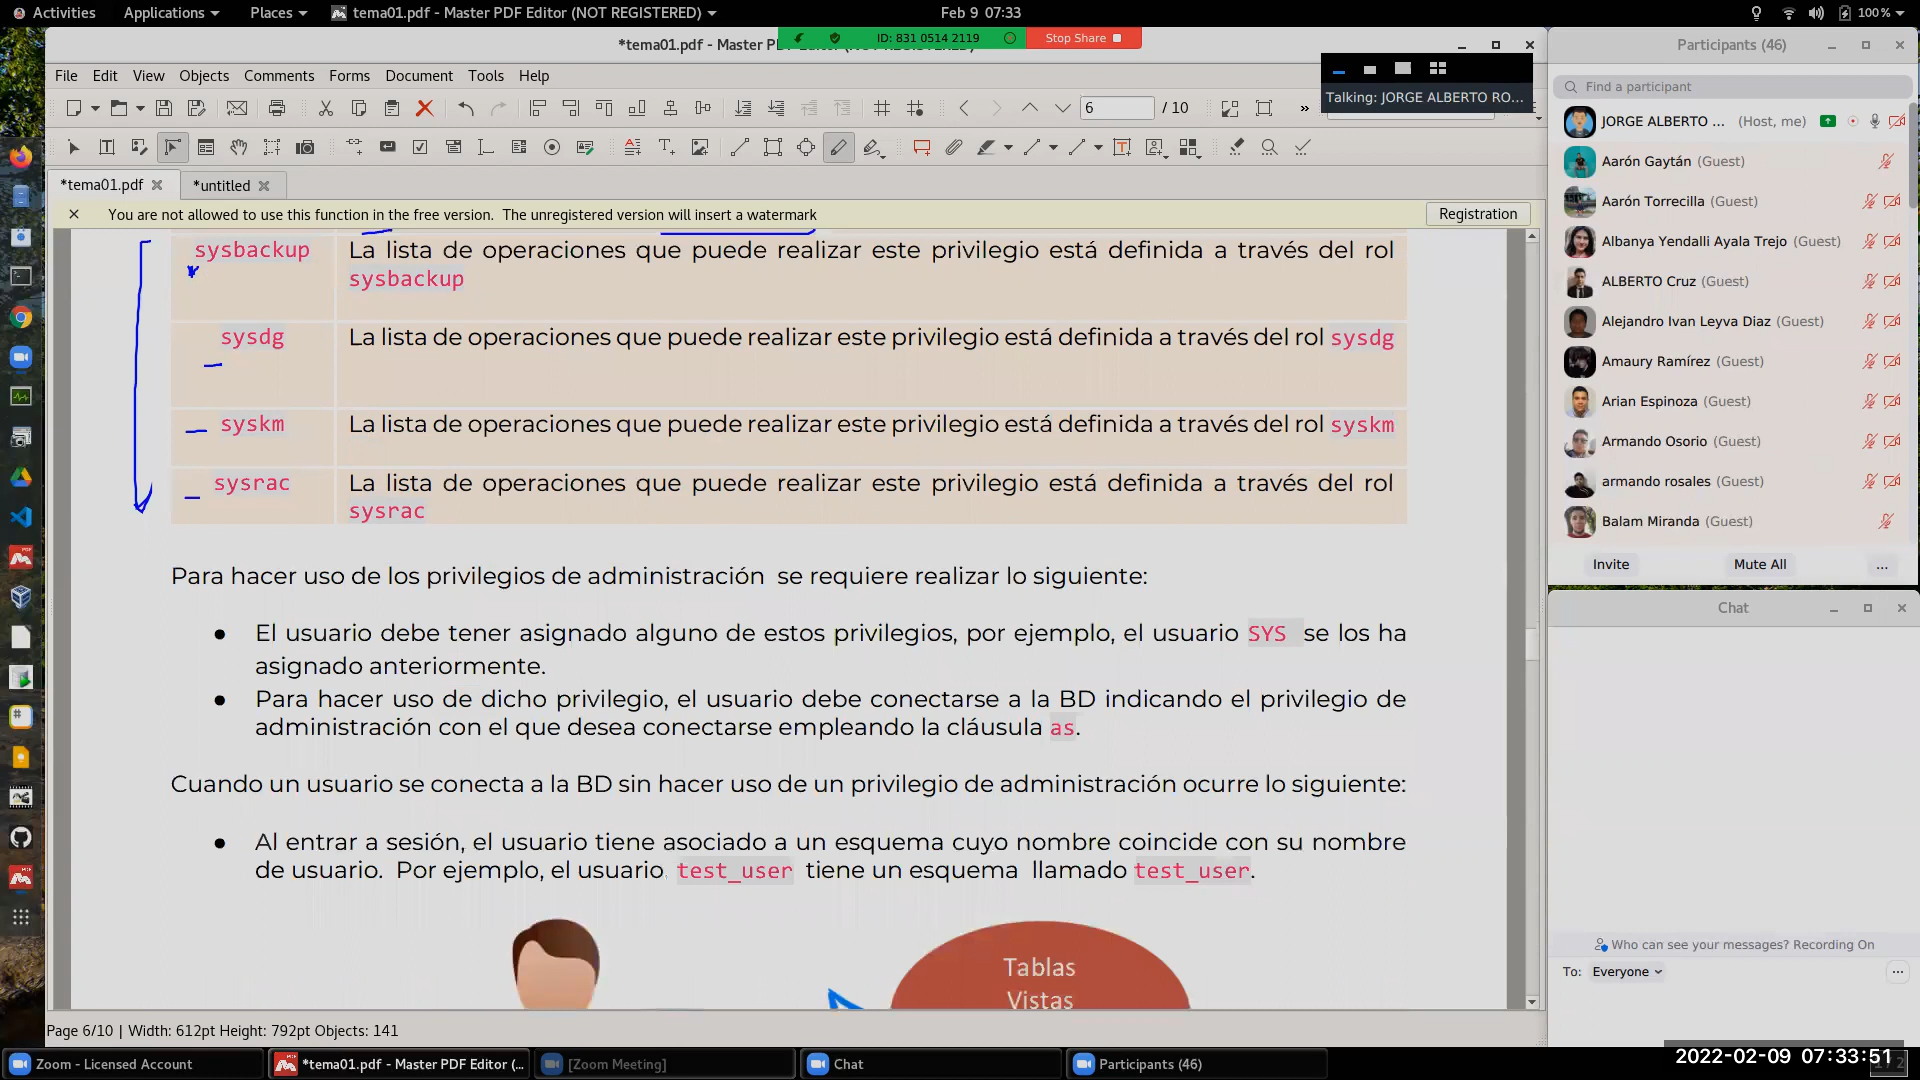 Activities Applications Places tema01.pdf - Master PDF Editor (NOT REGISTERED) Feb 9 07:33 100%
*tema01.pdf - Master P ID: 831 0514 2119 Stop Share
Participants (46)
File Edit View Objects Comments Forms Document Tools Help
Find a participant
Talking: JORGE ALBERTO RO...
6 / 10 »
JORGE ALBERTO ... (Host, me)
Aarón Gaytán (Guest)
*tema01.pdf *untitled
Aarón Torrecilla (Guest)
You are not allowed to use this function in the free version. The unregistered version will insert a watermark Registration
Albanya Yendalli Ayala Trejo (Guest)
ALBERTO Cruz (Guest)
Alejandro Ivan Leyva Diaz (Guest)
Amaury Ramírez (Guest)
Arian Espinoza (Guest)
Armando Osorio (Guest)
armando rosales (Guest)
Balam Miranda (Guest)
Invite Mute All ...
sysbackup La lista de operaciones que puede realizar este privilegio está definida a través del rol
sysbackup
sysdg La lista de operaciones que puede realizar este privilegio está definida a través del rol sysdg
syskm La lista de operaciones que puede realizar este privilegio está definida a través del rol syskm
sysrac La lista de operaciones que puede realizar este privilegio está definida a través del rol
sysrac
Para hacer uso de los privilegios de administración se requiere realizar lo siguiente:
● El usuario debe tener asignado alguno de estos privilegios, por ejemplo, el usuario SYS se los ha
asignado anteriormente.
● Para hacer uso de dicho privilegio, el usuario debe conectarse a la BD indicando el privilegio de
administración con el que desea conectarse empleando la cláusula as.
Cuando un usuario se conecta a la BD sin hacer uso de un privilegio de administración ocurre lo siguiente:
● Al entrar a sesión, el usuario tiene asociado a un esquema cuyo nombre coincide con su nombre
de usuario. Por ejemplo, el usuario test_user tiene un esquema llamado test_user.
Tablas
Vistas
Chat
Who can see your messages? Recording On
To: Everyone
Page 6/10 | Width: 612pt Height: 792pt Objects: 141
Zoom - Licensed Account *tema01.pdf - Master PDF Editor (... [Zoom Meeting] Chat Participants (46)
2022-02-09 07:33:51